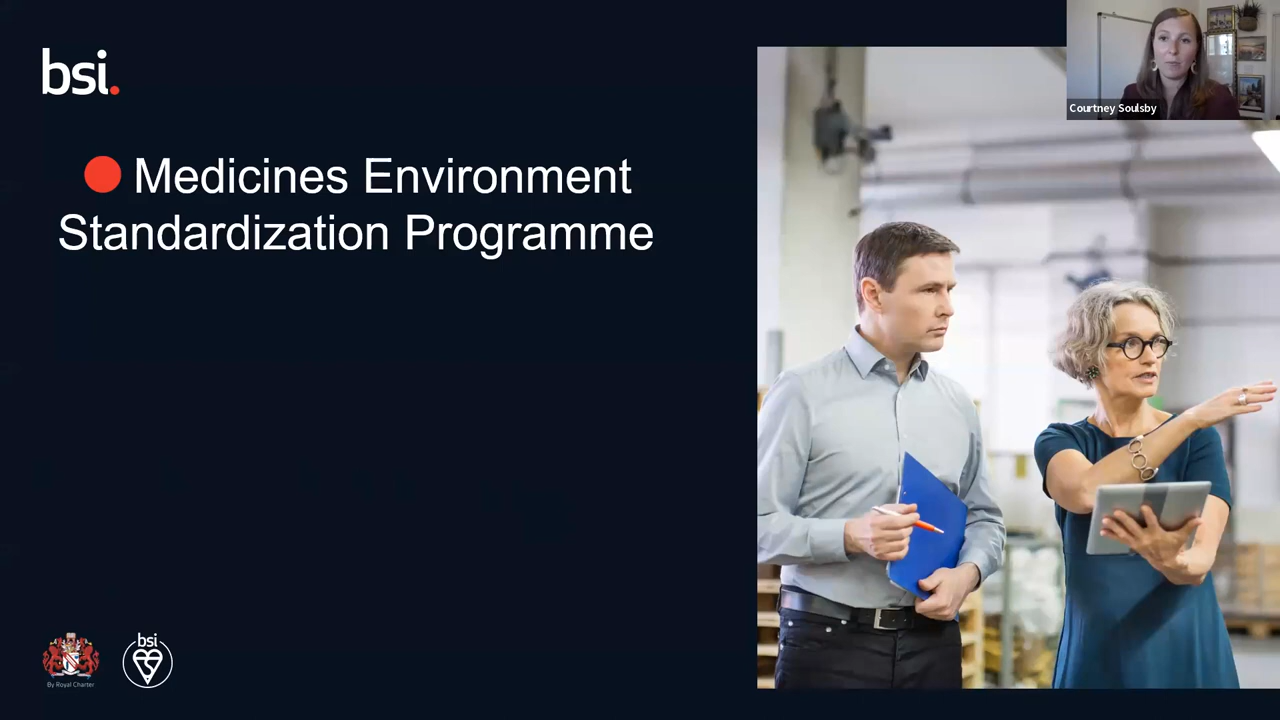 bsi.
Courtney Soulsby
Medicines Environment
Standardization Programme
By Royal Charter
bsi